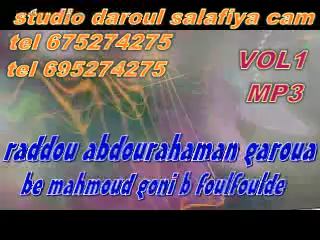 studio daroul salafiya cam
tel 675274275
VOL1
tel 695274275
MP3
raddou abdourahaman garoua
be mahmoud goni b foulfoulde